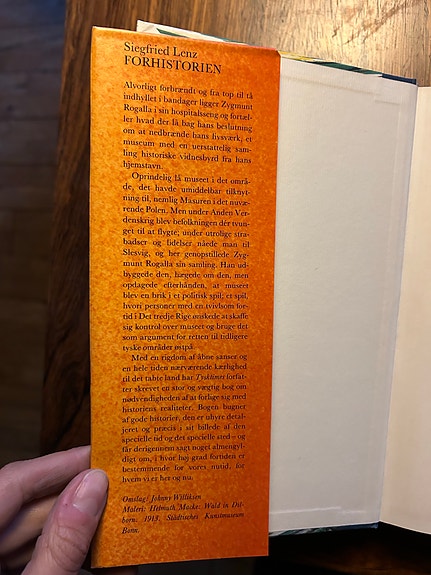 Siegfried Lenz
FORHISTORIEN
Alvorligt forbrændt og fra top til tå
indhyllet i bandager ligger Zygmunt
Rogalla i sin hospitalsseng og fortæl-
ler hvad der lå bag hans beslutning
om at nedbrænde hans livsværk, et
museum med en uerstattelig sam-
ling historiske vidnesbyrd fra hans
hjemstavn.
Oprindelig lå museet i det områ-
de, det havde umiddelbar tilknyt-
ning til, nemlig Masuren i det nuvæ-
rende Polen. Men under Anden Ver-
denskrig blev befolkningen dér tvun-
get til at flygte; under utrolige stra-
badser og lidelser nåede man til
Slesvig, og her genopstillede Zyg-
munt Rogalla sin samling. Han ud-
byggede den, hægede om den, men
opdagede efterhånden, at museet
blev en brik i et politisk spil; et spil,
hvori personer med en tvivlsom for-
tid i Det tredje Rige ønskede at skaffe
sig kontrol over museet og bruge det
som argument for retten til tidligere
tyske områder østpå.
Med en rigdom af åbne sanser og
en hele tiden nærværende kærlighed
til det tabte land har Tysktimes forfat-
ter skrevet en stor og vægtig bog om
nødvendigheden af at forlige sig med
historiens realiteter. Bogen bugner
af gode historier, den er uhyre detal-
jeret og præcis i sit billede af den
specielle tid og det specielle sted – og
får derigennem sagt noget almengyl-
digt om, i hvor høj grad fortiden er
bestemmende for vores nutid, for
hvem vi er her og nu.
Omslag: Johnny Williksen
Maleri: Helmuth Macke: Wald in Dil-
born. 1913. Städtisches Kunstmuseum
Bonn.